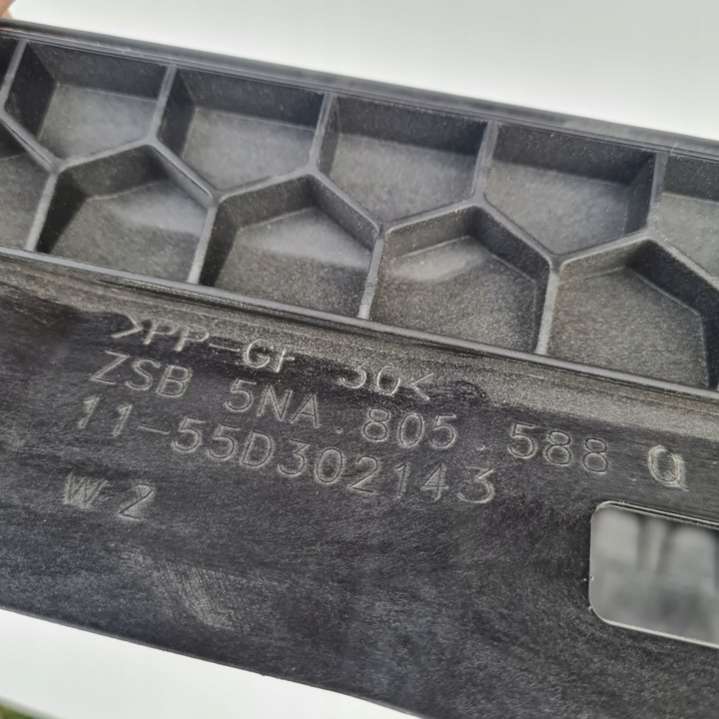 >PP-GF 30<
ZSB 5NA.805.588 Q
11-55D302143
W 2